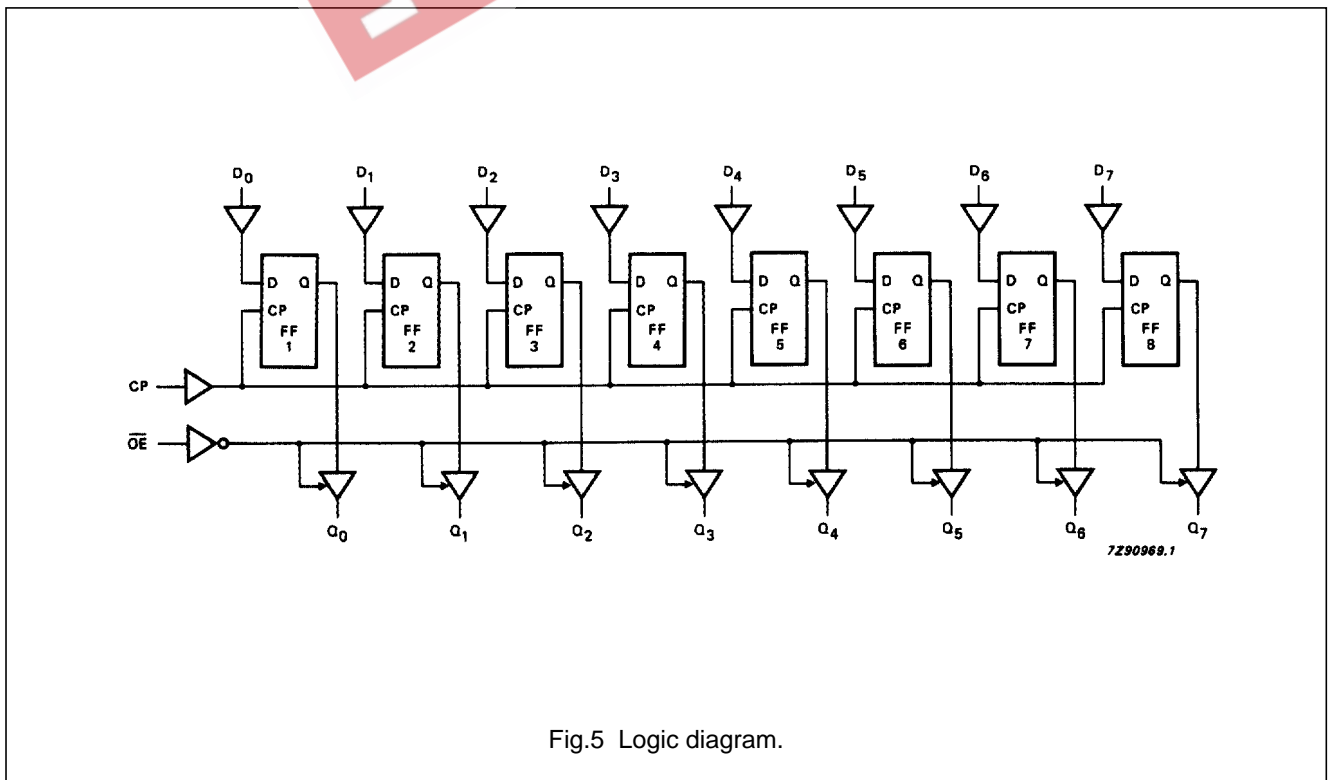 D0 D1 D2 D3 D4 D5 D6 D7
D Q D Q D Q D Q D Q D Q D Q D Q
CP CP CP CP CP CP CP CP
FF FF FF FF FF FF FF FF
1 2 3 4 5 6 7 8
CP
O̅E̅
Q0 Q1 Q2 Q3 Q4 Q5 Q6 Q7
7Z90969.1
Fig.5 Logic diagram.